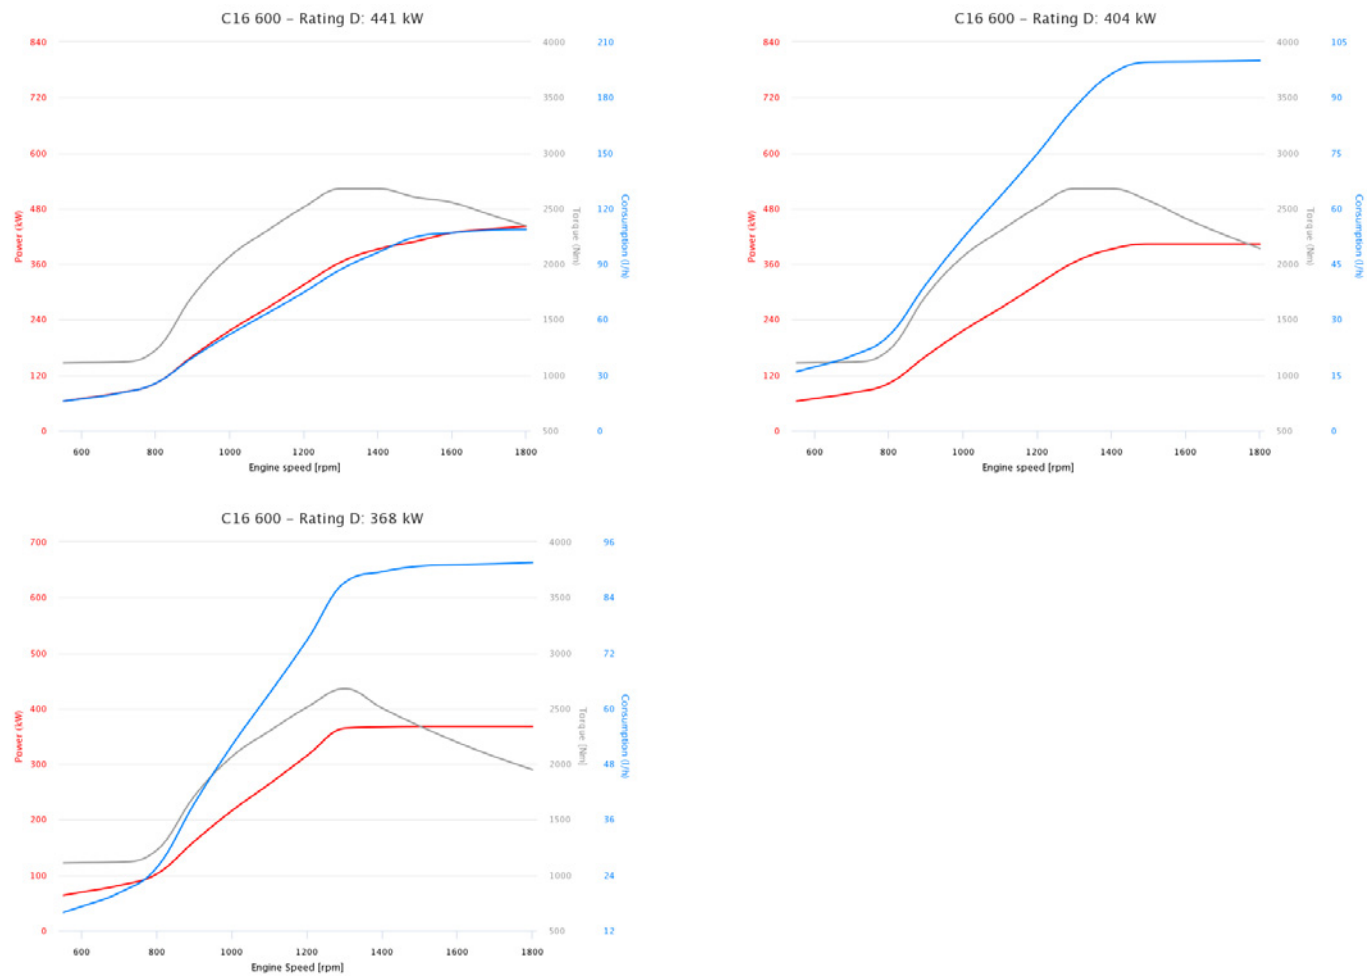 C16 600 – Rating D: 441 kW
840 4000 210
720 3500 180
600 3000 150
480 2500 120
360 2000 90
240 1500 60
120 1000 30
0 500 0
Power (kW)
Torque (Nm)
Consumption (l/h)
600 800 1000 1200 1400 1600 1800
Engine speed [rpm]
C16 600 – Rating D: 404 kW
840 4000 105
720 3500 90
600 3000 75
480 2500 60
360 2000 45
240 1500 30
120 1000 15
0 500 0
Power (kW)
Torque (Nm)
Consumption (l/h)
600 800 1000 1200 1400 1600 1800
Engine speed [rpm]
C16 600 – Rating D: 368 kW
700 4000 96
600 3500 84
500 3000 72
400 2500 60
300 2000 48
200 1500 36
100 1000 24
0 500 12
Power (kW)
Torque [Nm]
Consumption (l/h)
600 800 1000 1200 1400 1600 1800
Engine Speed [rpm]